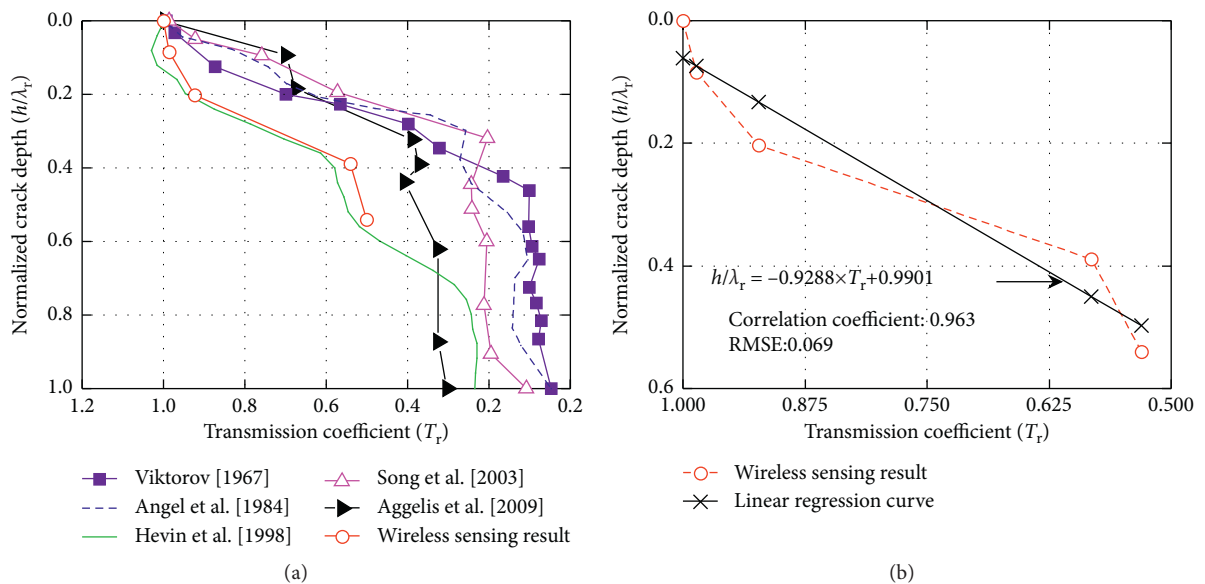 0.0
0.2
0.4
0.6
0.8
1.0
Normalized crack depth (h/λr)
1.2 1.0 0.8 0.6 0.4 0.2 0.2
Transmission coefficient (Tr)
Viktorov [1967]
Angel et al. [1984]
Hevin et al. [1998]
Song et al. [2003]
Aggelis et al. [2009]
Wireless sensing result
(a)
0.0
0.2
0.4
0.6
Normalized crack depth (h/λr)
h/λr = −0.9288×Tr+0.9901
Correlation coefficient: 0.963
RMSE:0.069
1.000 0.875 0.750 0.625 0.500
Transmission coefficient (Tr)
Wireless sensing result
Linear regression curve
(b)